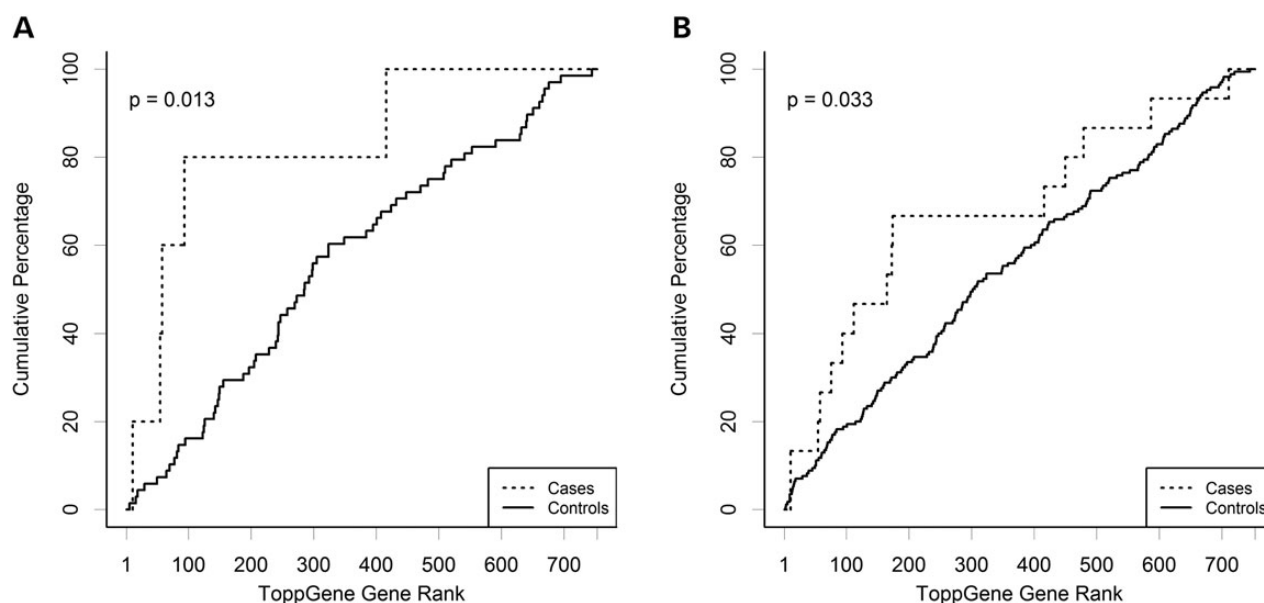 A
Cumulative Percentage
100
80
60
40
20
0
p = 0.013
Cases
Controls
1 100 200 300 400 500 600 700
ToppGene Gene Rank
B
Cumulative Percentage
100
80
60
40
20
0
p = 0.033
Cases
Controls
1 100 200 300 400 500 600 700
ToppGene Gene Rank